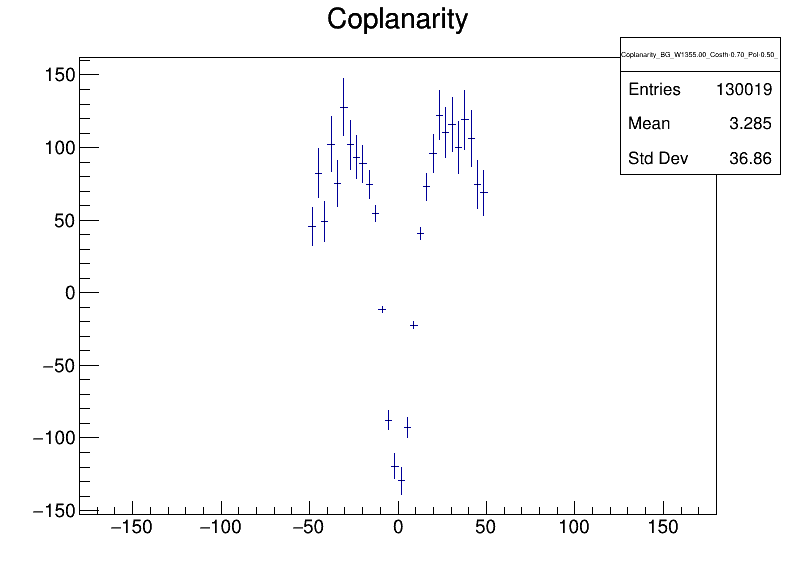 Coplanarity
Coplanarity_BG_W1355.00_Costh-0.70_Pol-0.50_
Entries 130019
Mean 3.285
Std Dev 36.86
150
100
50
0
−50
−100
−150
−150 −100 −50 0 50 100 150